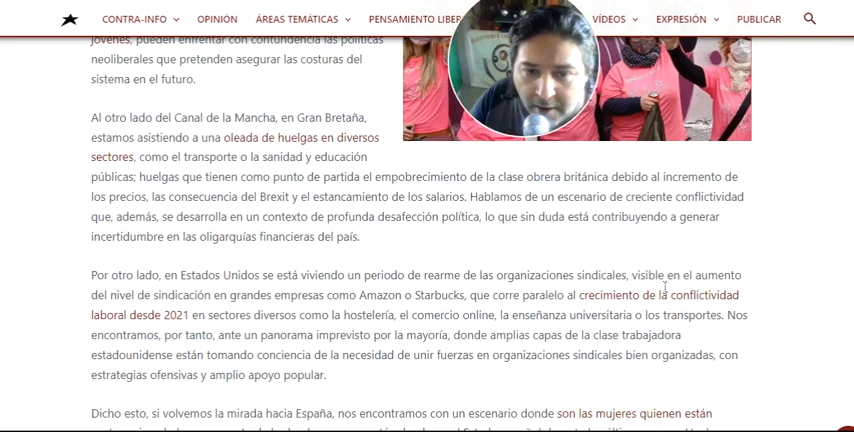 CONTRA-INFO OPINIÓN ÁREAS TEMÁTICAS PENSAMIENTO LIBER VÍDEOS EXPRESIÓN PUBLICAR
jóvenes, pueden enfrentar con contundencia las políticas
neoliberales que pretenden asegurar las costuras del
sistema en el futuro.
Al otro lado del Canal de la Mancha, en Gran Bretaña,
estamos asistiendo a una oleada de huelgas en diversos
sectores, como el transporte o la sanidad y educación
públicas; huelgas que tienen como punto de partida el empobrecimiento de la clase obrera británica debido al incremento de
los precios, las consecuencia del Brexit y el estancamiento de los salarios. Hablamos de un escenario de creciente conflictividad
que, además, se desarrolla en un contexto de profunda desafección política, lo que sin duda está contribuyendo a generar
incertidumbre en las oligarquías financieras del país.
Por otro lado, en Estados Unidos se está viviendo un periodo de rearme de las organizaciones sindicales, visible en el aumento
del nivel de sindicación en grandes empresas como Amazon o Starbucks, que corre paralelo al crecimiento de la conflictividad
laboral desde 2021 en sectores diversos como la hostelería, el comercio online, la enseñanza universitaria o los transportes. Nos
encontramos, por tanto, ante un panorama imprevisto por la mayoría, donde amplias capas de la clase trabajadora
estadounidense están tomando conciencia de la necesidad de unir fuerzas en organizaciones sindicales bien organizadas, con
estrategias ofensivas y amplio apoyo popular.
Dicho esto, si volvemos la mirada hacia España, nos encontramos con un escenario donde son las mujeres quienen están